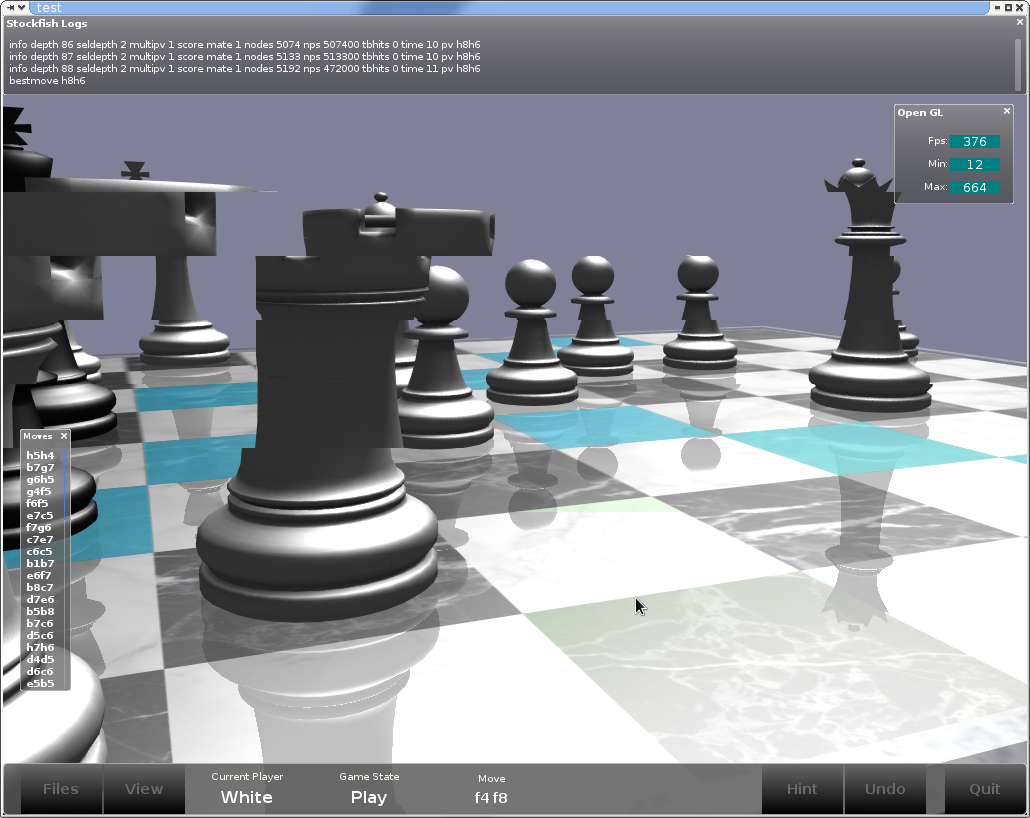 test
Stockfish Logs
info depth 86 seldepth 2 multipv 1 score mate 1 nodes 5074 nps 507400 tbhits 0 time 10 pv h8h6
info depth 87 seldepth 2 multipv 1 score mate 1 nodes 5133 nps 513300 tbhits 0 time 10 pv h8h6
info depth 88 seldepth 2 multipv 1 score mate 1 nodes 5192 nps 472000 tbhits 0 time 11 pv h8h6
bestmove h8h6
Open GL
Fps: 376
Min: 12
Max: 664
Moves
h5h4
b7g7
g6h5
g4f5
f6f5
e7c5
f7g6
c7e7
c6c5
b1b7
e6f7
b8c7
d7e6
b5b8
b7c6
d5c6
h7h6
d4d5
d6c6
e5b5
Files
View
Current Player
White
Game State
Play
Move
f4 f8
Hint
Undo
Quit